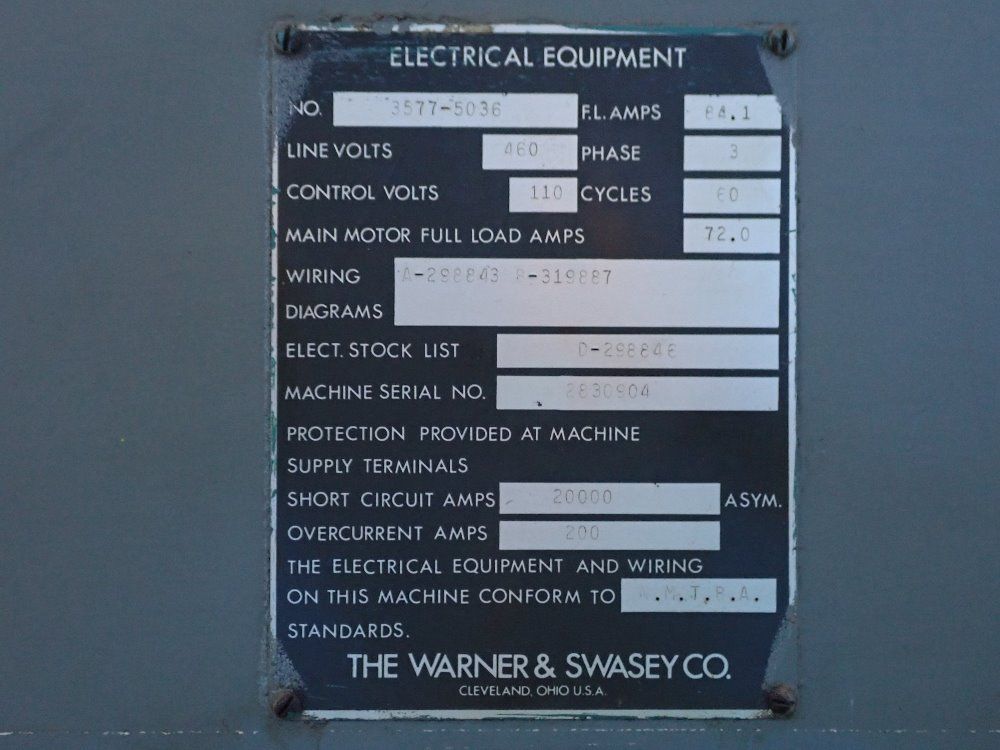 ELECTRICAL EQUIPMENT
NO. 3577-5036 F.L. AMPS 84.1
LINE VOLTS 460 PHASE 3
CONTROL VOLTS 110 CYCLES 60
MAIN MOTOR FULL LOAD AMPS 72.0
WIRING A-298843 B-319887
DIAGRAMS
ELECT. STOCK LIST D-298846
MACHINE SERIAL NO. 2830904
PROTECTION PROVIDED AT MACHINE
SUPPLY TERMINALS
SHORT CIRCUIT AMPS 20000 ASYM.
OVERCURRENT AMPS 200
THE ELECTRICAL EQUIPMENT AND WIRING
ON THIS MACHINE CONFORM TO N.M.T.B.A.
STANDARDS.
THE WARNER & SWASEY CO.
CLEVELAND, OHIO U.S.A.